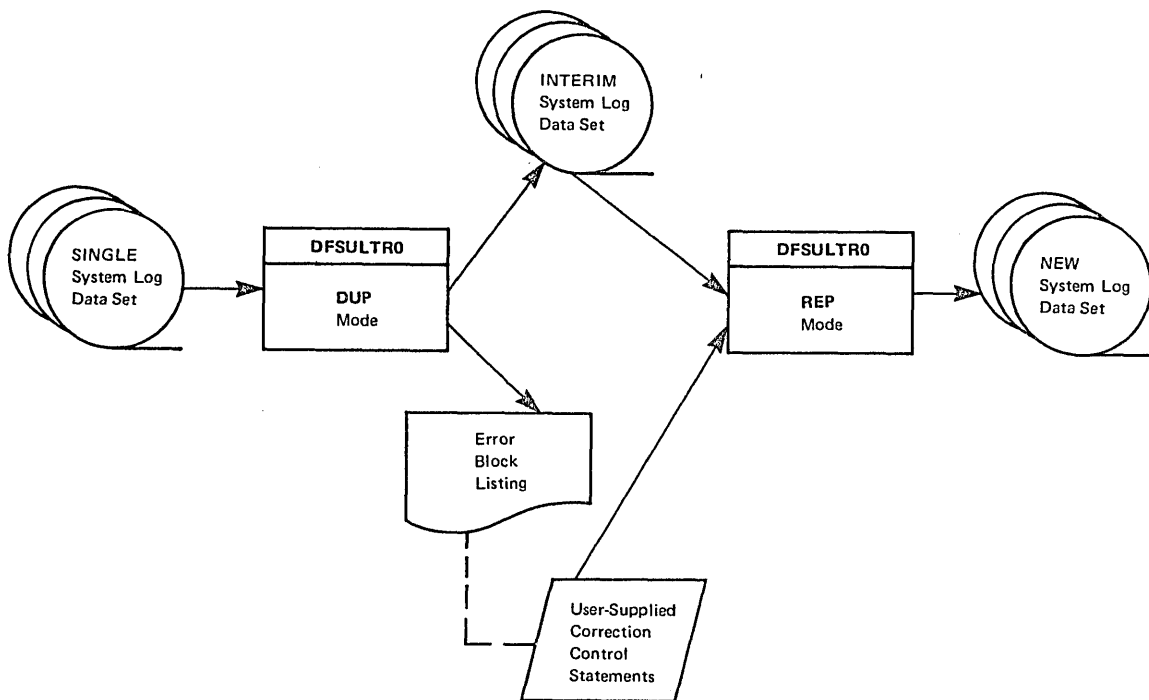 INTERIM
System Log
Data Set
SINGLE
System Log
Data Set
DFSULTR0
DUP
Mode
DFSULTR0
REP
Mode
NEW
System Log
Data Set
Error
Block
Listing
User-Supplied
Correction
Control
Statements